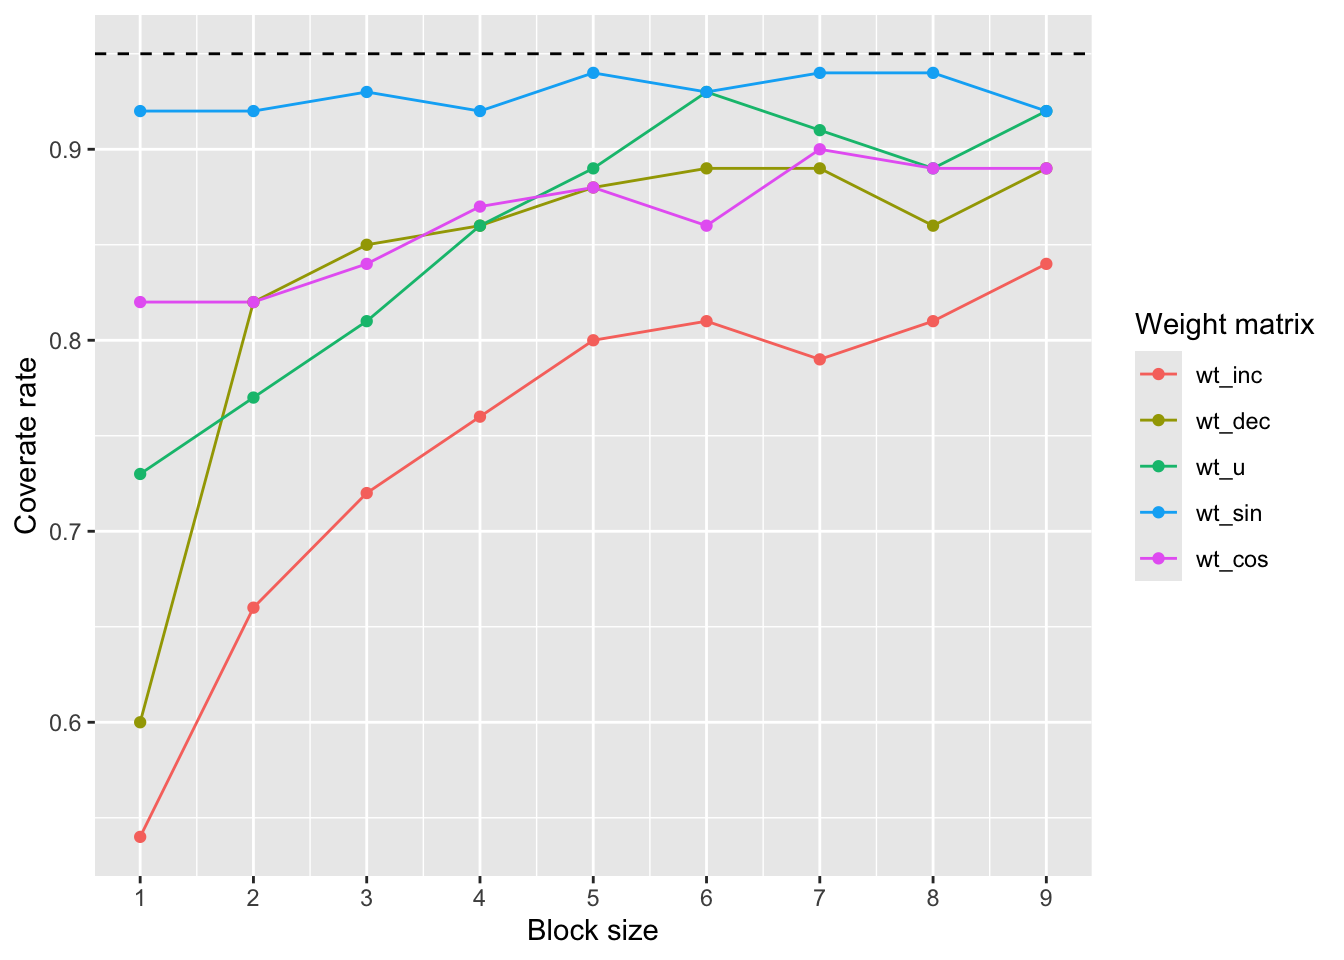 Coverate rate
0.9
0.8
0.7
0.6
1 2 3 4 5 6 7 8 9
Block size
Weight matrix
wt_inc
wt_dec
wt_u
wt_sin
wt_cos